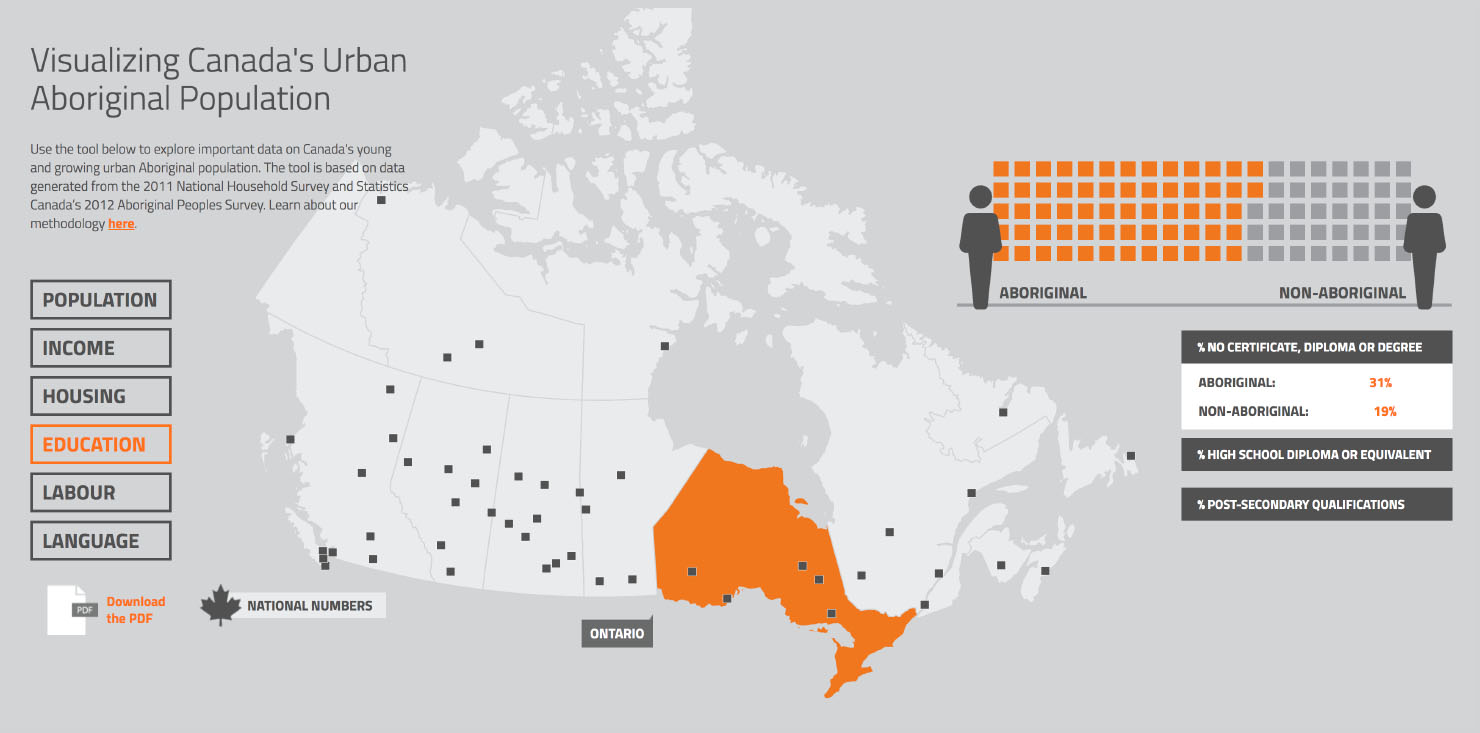 Visualizing Canada's Urban
Aboriginal Population
Use the tool below to explore important data on Canada's young
and growing urban Aboriginal population. The tool is based on data
generated from the 2011 National Household Survey and Statistics
Canada's 2012 Aboriginal Peoples Survey. Learn about our
methodology here.
POPULATION
INCOME
HOUSING
EDUCATION
LABOUR
LANGUAGE
PDF
Download
the PDF
NATIONAL NUMBERS
ONTARIO
ABORIGINAL
NON-ABORIGINAL
% NO CERTIFICATE, DIPLOMA OR DEGREE
ABORIGINAL: 31%
NON-ABORIGINAL: 19%
% HIGH SCHOOL DIPLOMA OR EQUIVALENT
% POST-SECONDARY QUALIFICATIONS